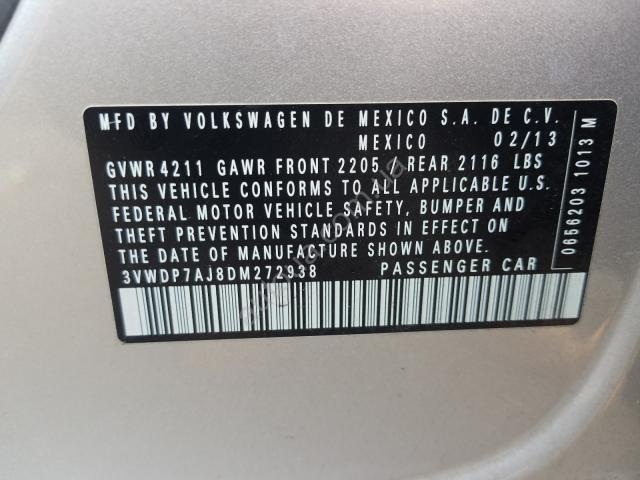 MFD BY VOLKSWAGEN DE MEXICO S.A. DE C.V.
MEXICO 02/13
GVWR 4211 GAWR FRONT 2205 / REAR 2116 LBS
THIS VEHICLE CONFORMS TO ALL APPLICABLE U.S.
FEDERAL MOTOR VEHICLE SAFETY, BUMPER AND
THEFT PREVENTION STANDARDS IN EFFECT ON
THE DATE OF MANUFACTURE SHOWN ABOVE.
3VWDP7AJ8DM272938 PASSENGER CAR
0656203 1013 M